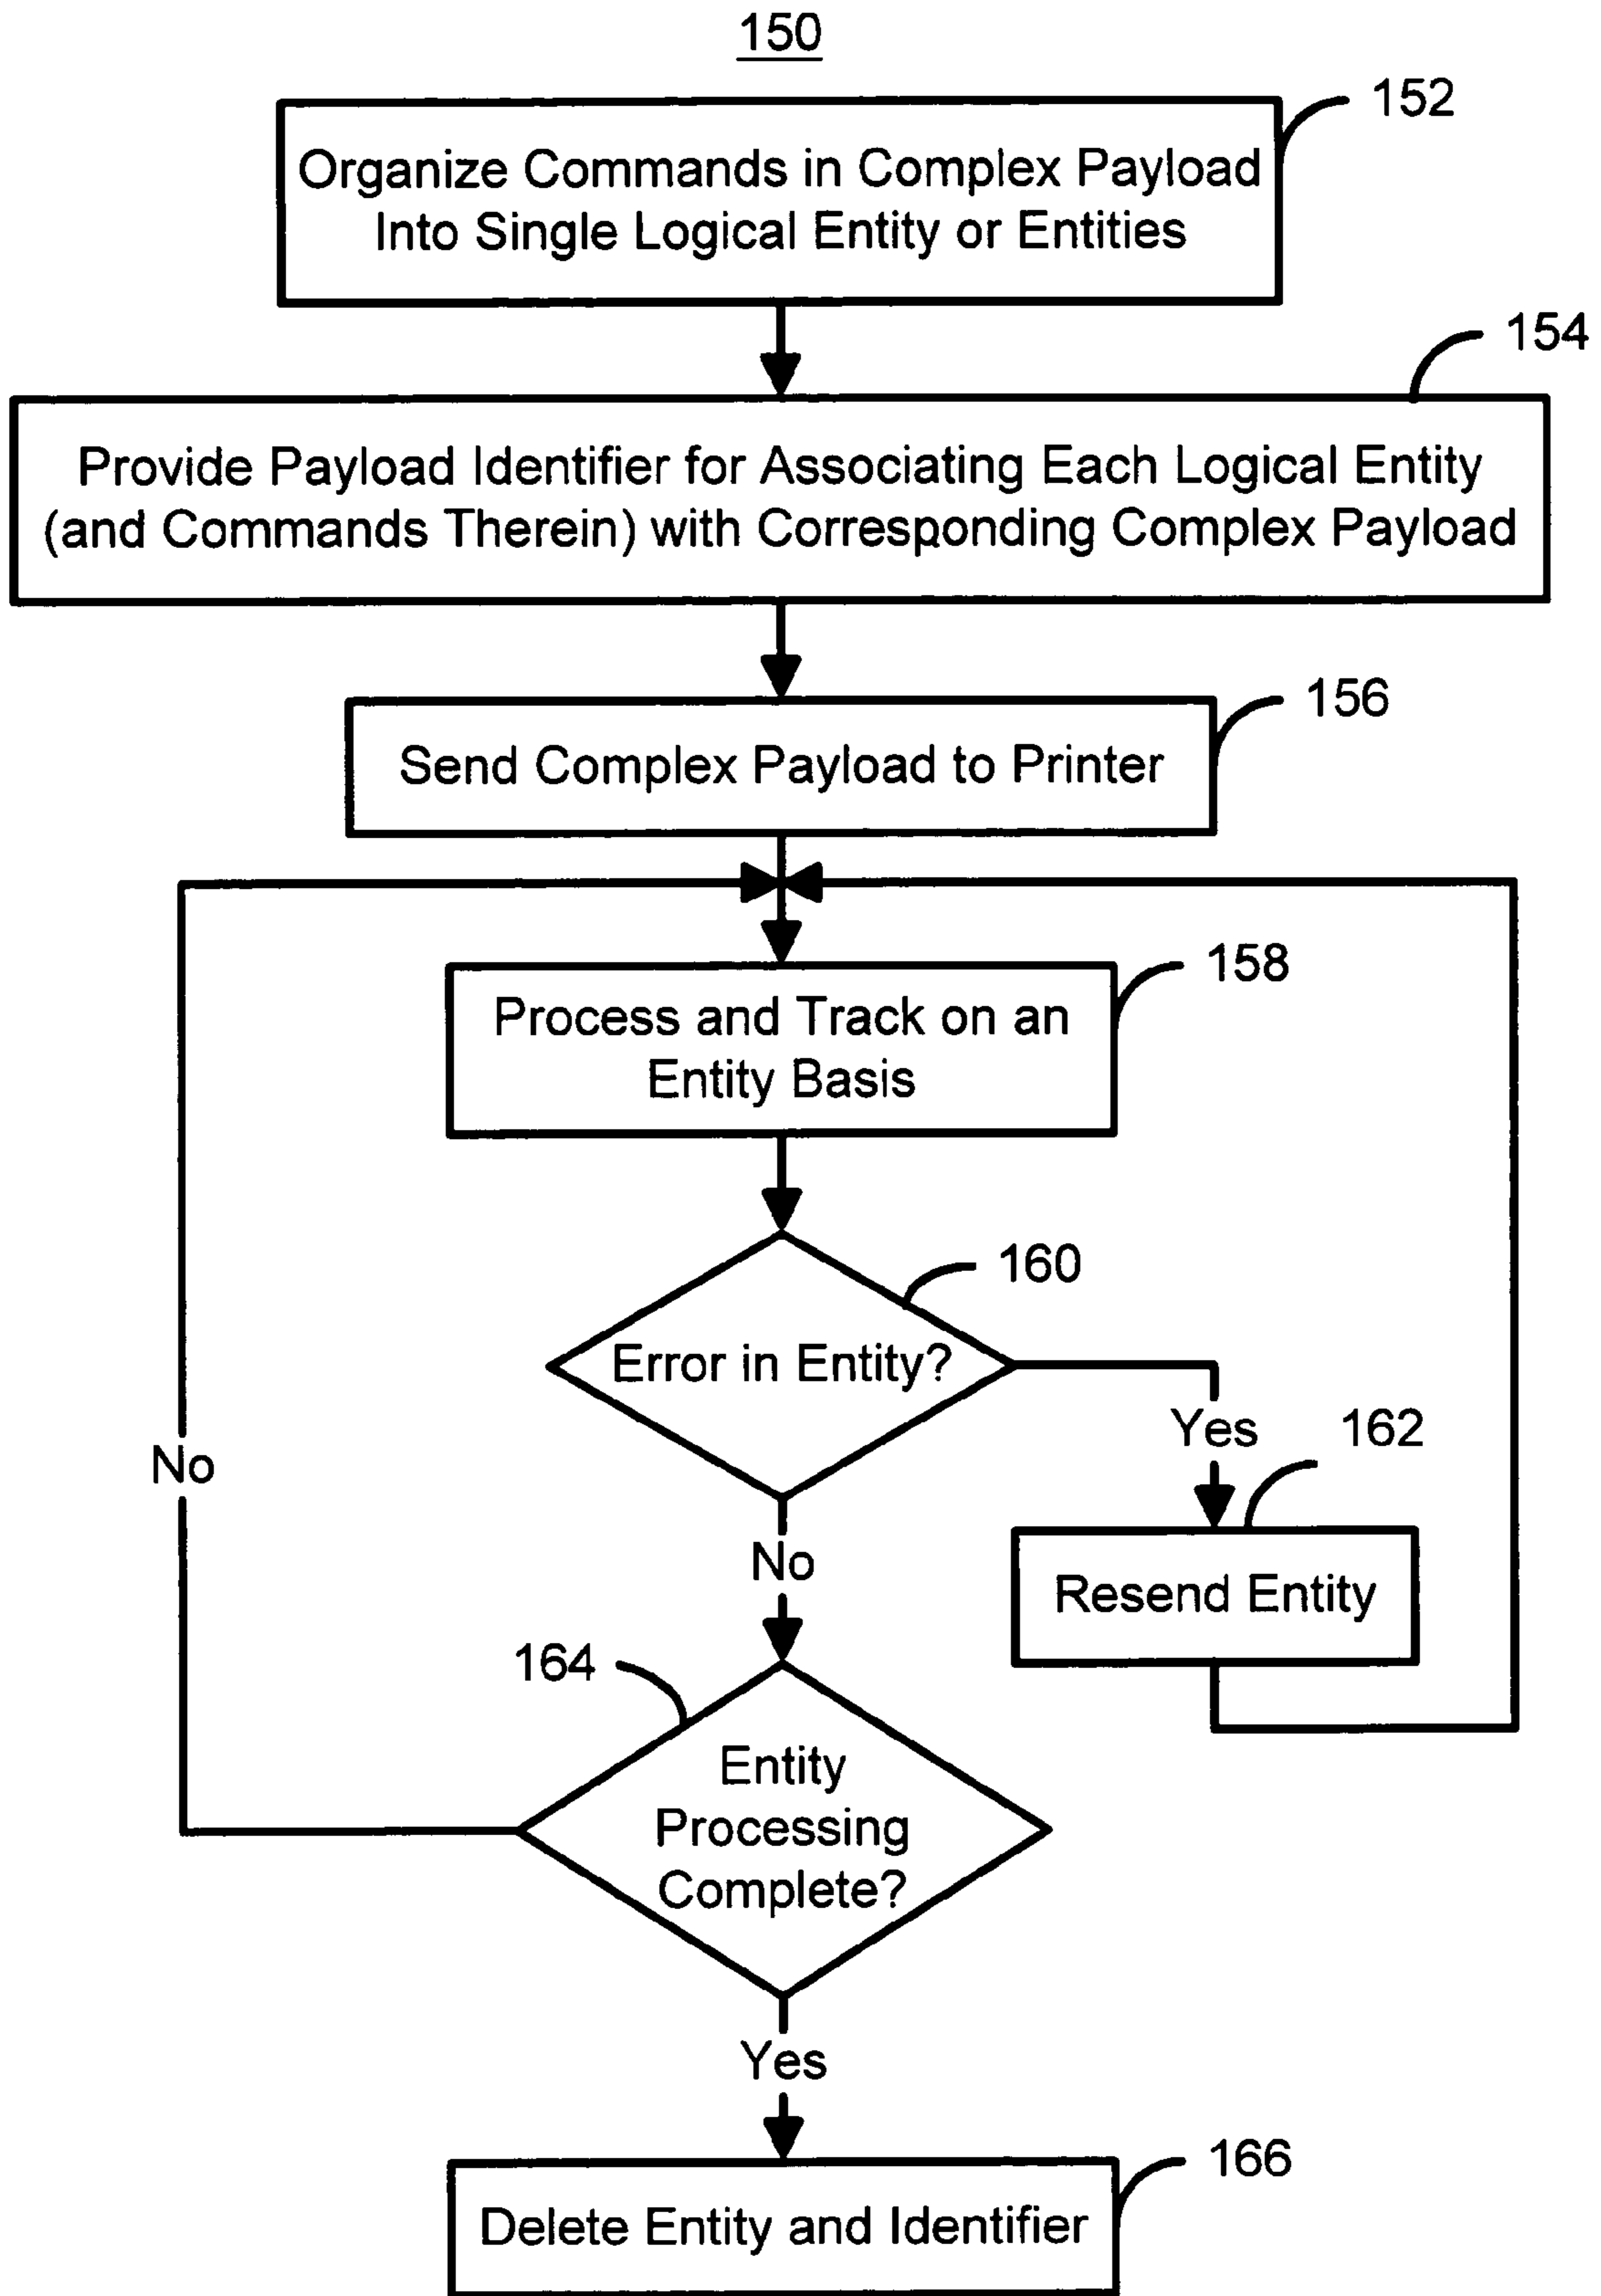 150
152
Organize Commands in Complex Payload
Into Single Logical Entity or Entities
154
Provide Payload Identifier for Associating Each Logical Entity
(and Commands Therein) with Corresponding Complex Payload
156
Send Complex Payload to Printer
158
Process and Track on an
Entity Basis
160
Error in Entity?
Yes
162
No
No
Resend Entity
164
Entity
Processing
Complete?
Yes
166
Delete Entity and Identifier